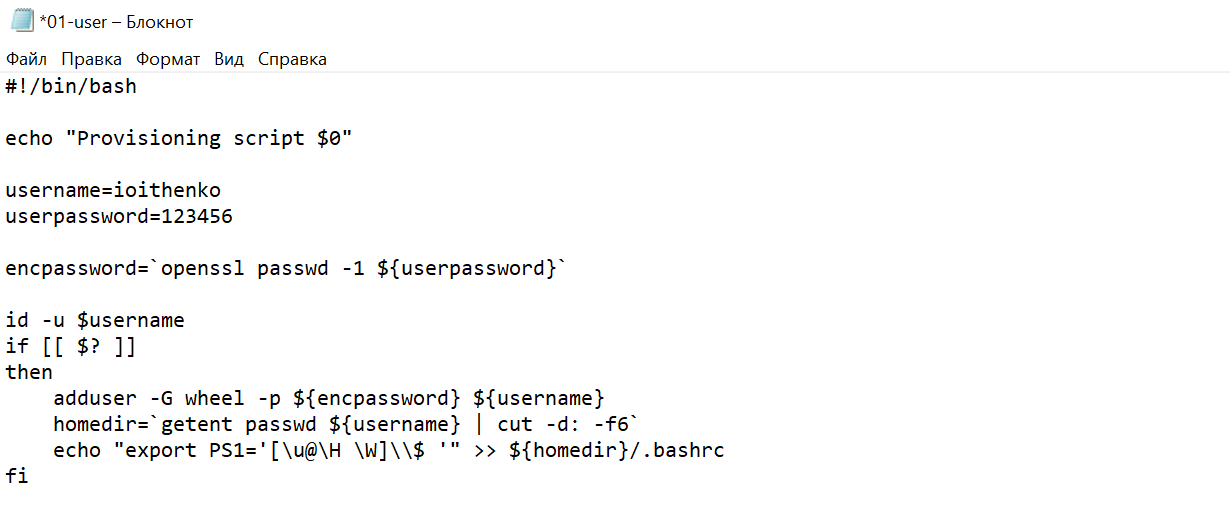 *01-user – Блокнот
Файл Правка Формат Вид Справка
#!/bin/bash
echo "Provisioning script $0"
username=ioithenko
userpassword=123456
encpassword=`openssl passwd -1 ${userpassword}`
id -u $username
if [[ $? ]]
then
    adduser -G wheel -p ${encpassword} ${username}
    homedir=`getent passwd ${username} | cut -d: -f6`
    echo "export PS1='[\u@\H \W]\\$ '" >> ${homedir}/.bashrc
fi